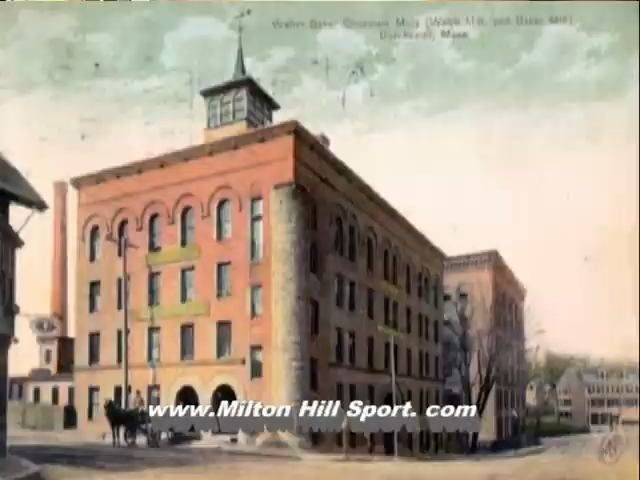 Walter Baker Chocolate Mills (Webb Mill and Baker Mill)
Dorchester, Mass.
www.Milton Hill Sport. com